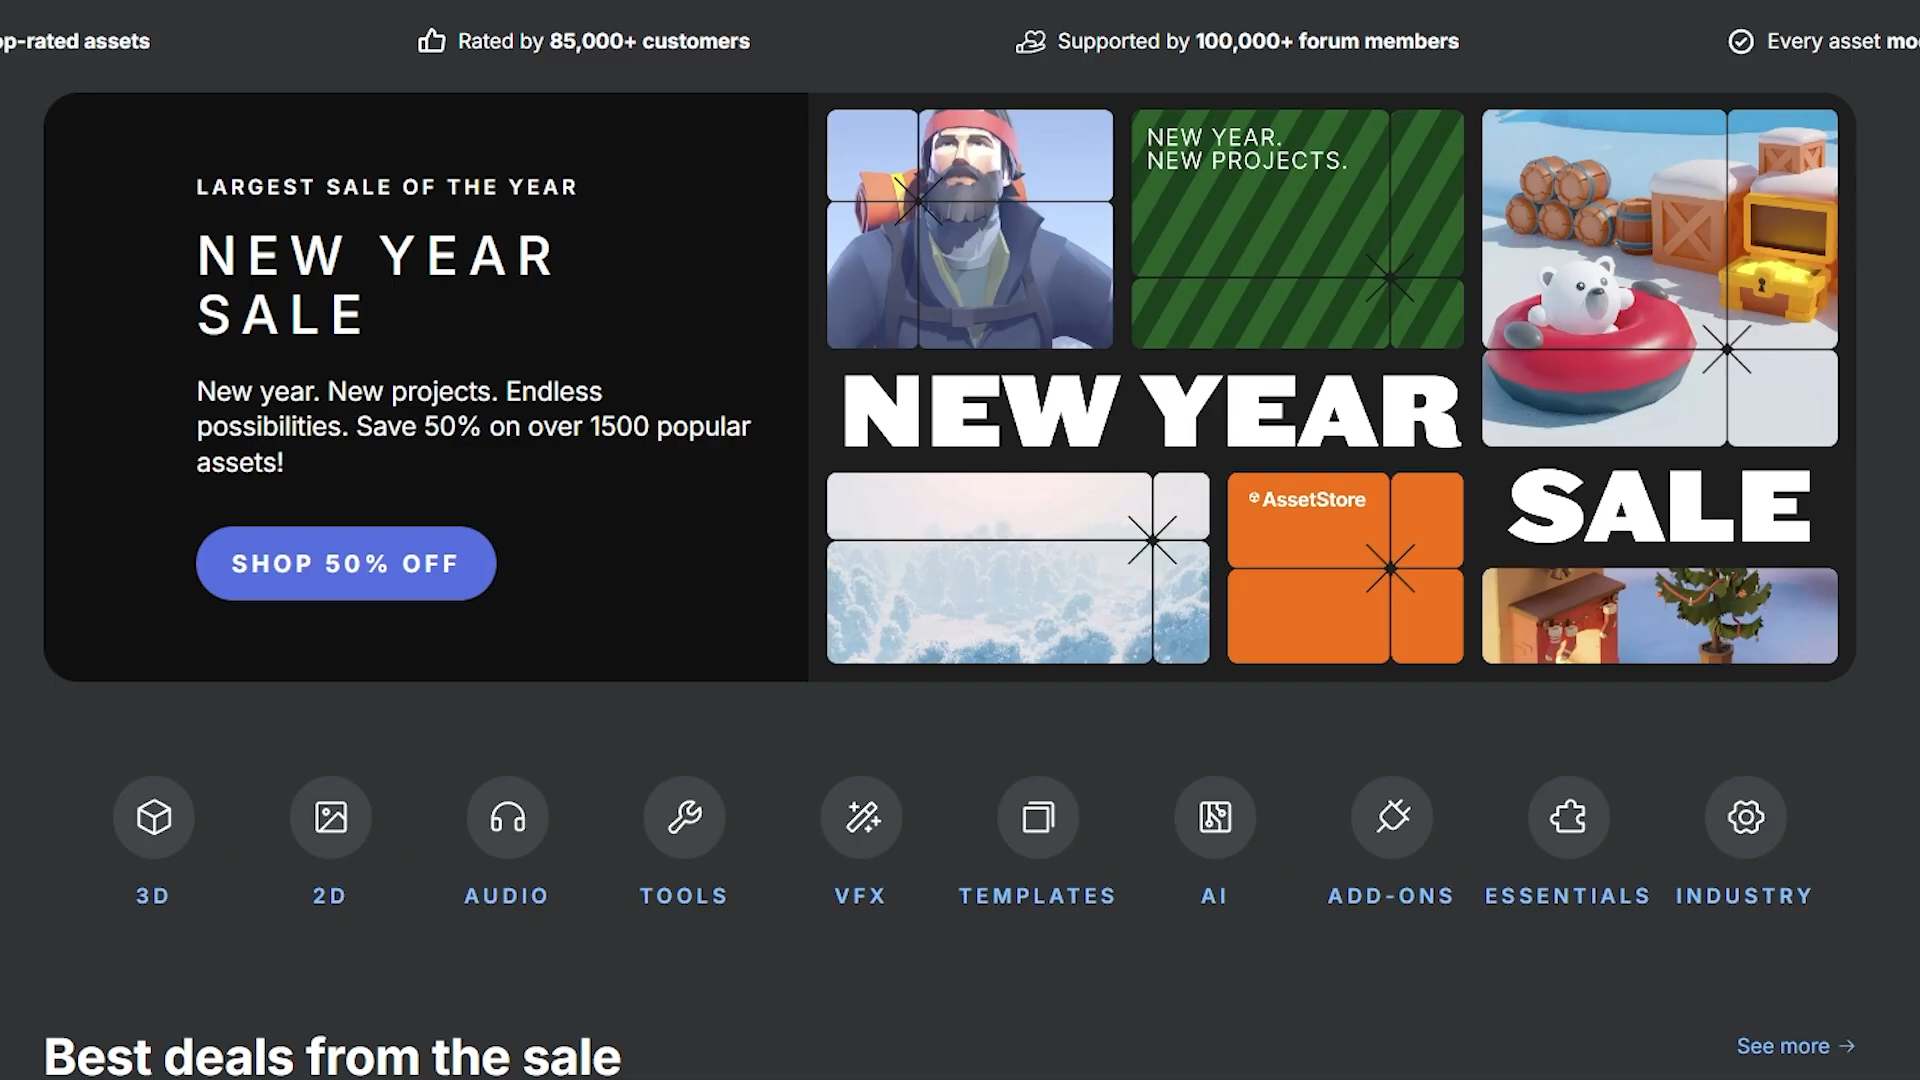 op-rated assets
Rated by 85,000+ customers
Supported by 100,000+ forum members
Every asset
LARGEST SALE OF THE YEAR
NEW YEAR
SALE
New year. New projects. Endless
possibilities. Save 50% on over 1500 popular
assets!
SHOP 50% OFF
NEW YEAR.
NEW PROJECTS.
NEW YEAR
SALE
AssetStore
3D
2D
AUDIO
TOOLS
VFX
TEMPLATES
AI
ADD-ONS
ESSENTIALS
INDUSTRY
Best deals from the sale
See more →